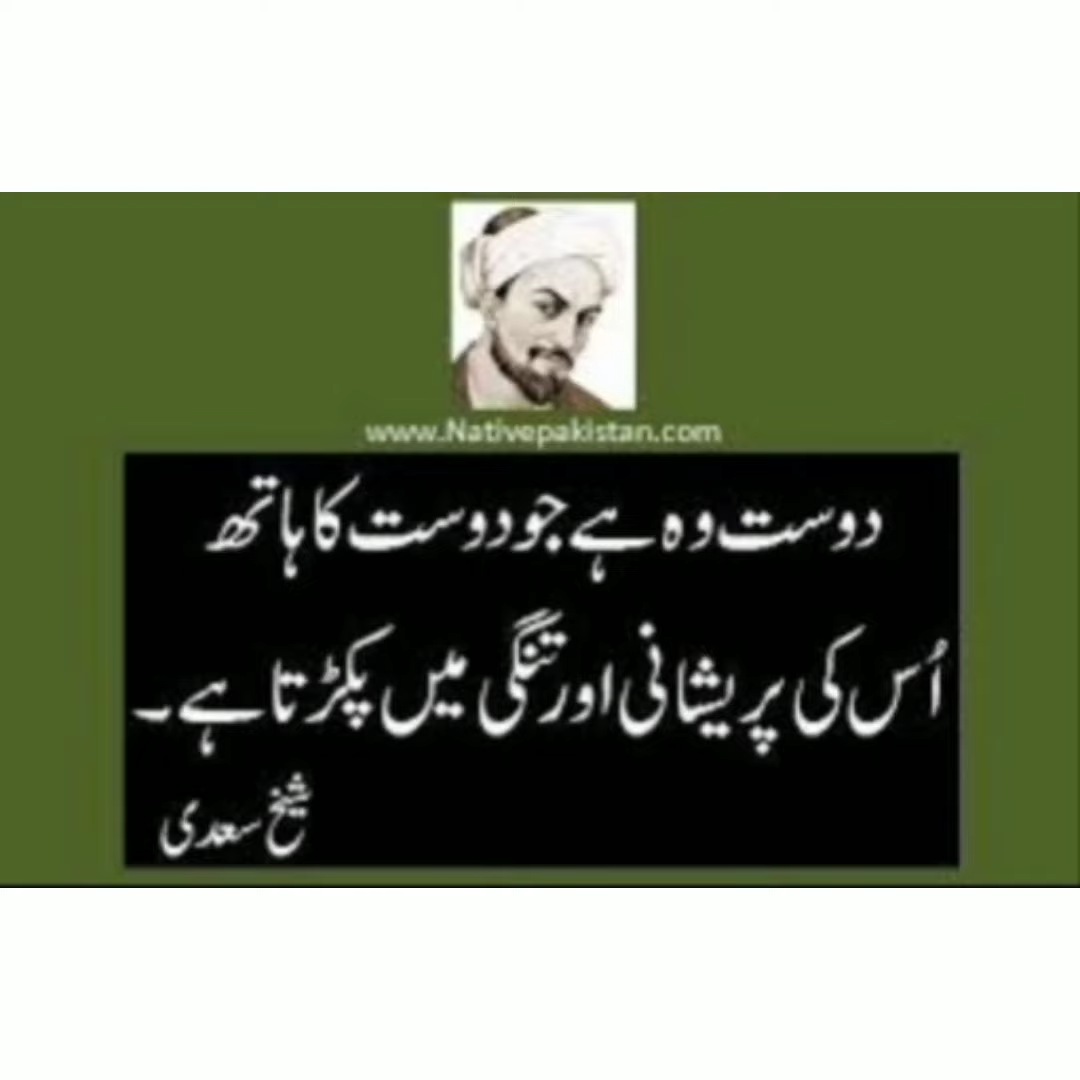 www.Nativepakistan.com
دوست وہ ہے جو دوست کا ہاتھ
اُس کی پریشانی اور تنگی میں پکڑتا ہے۔
شیخ سعدی